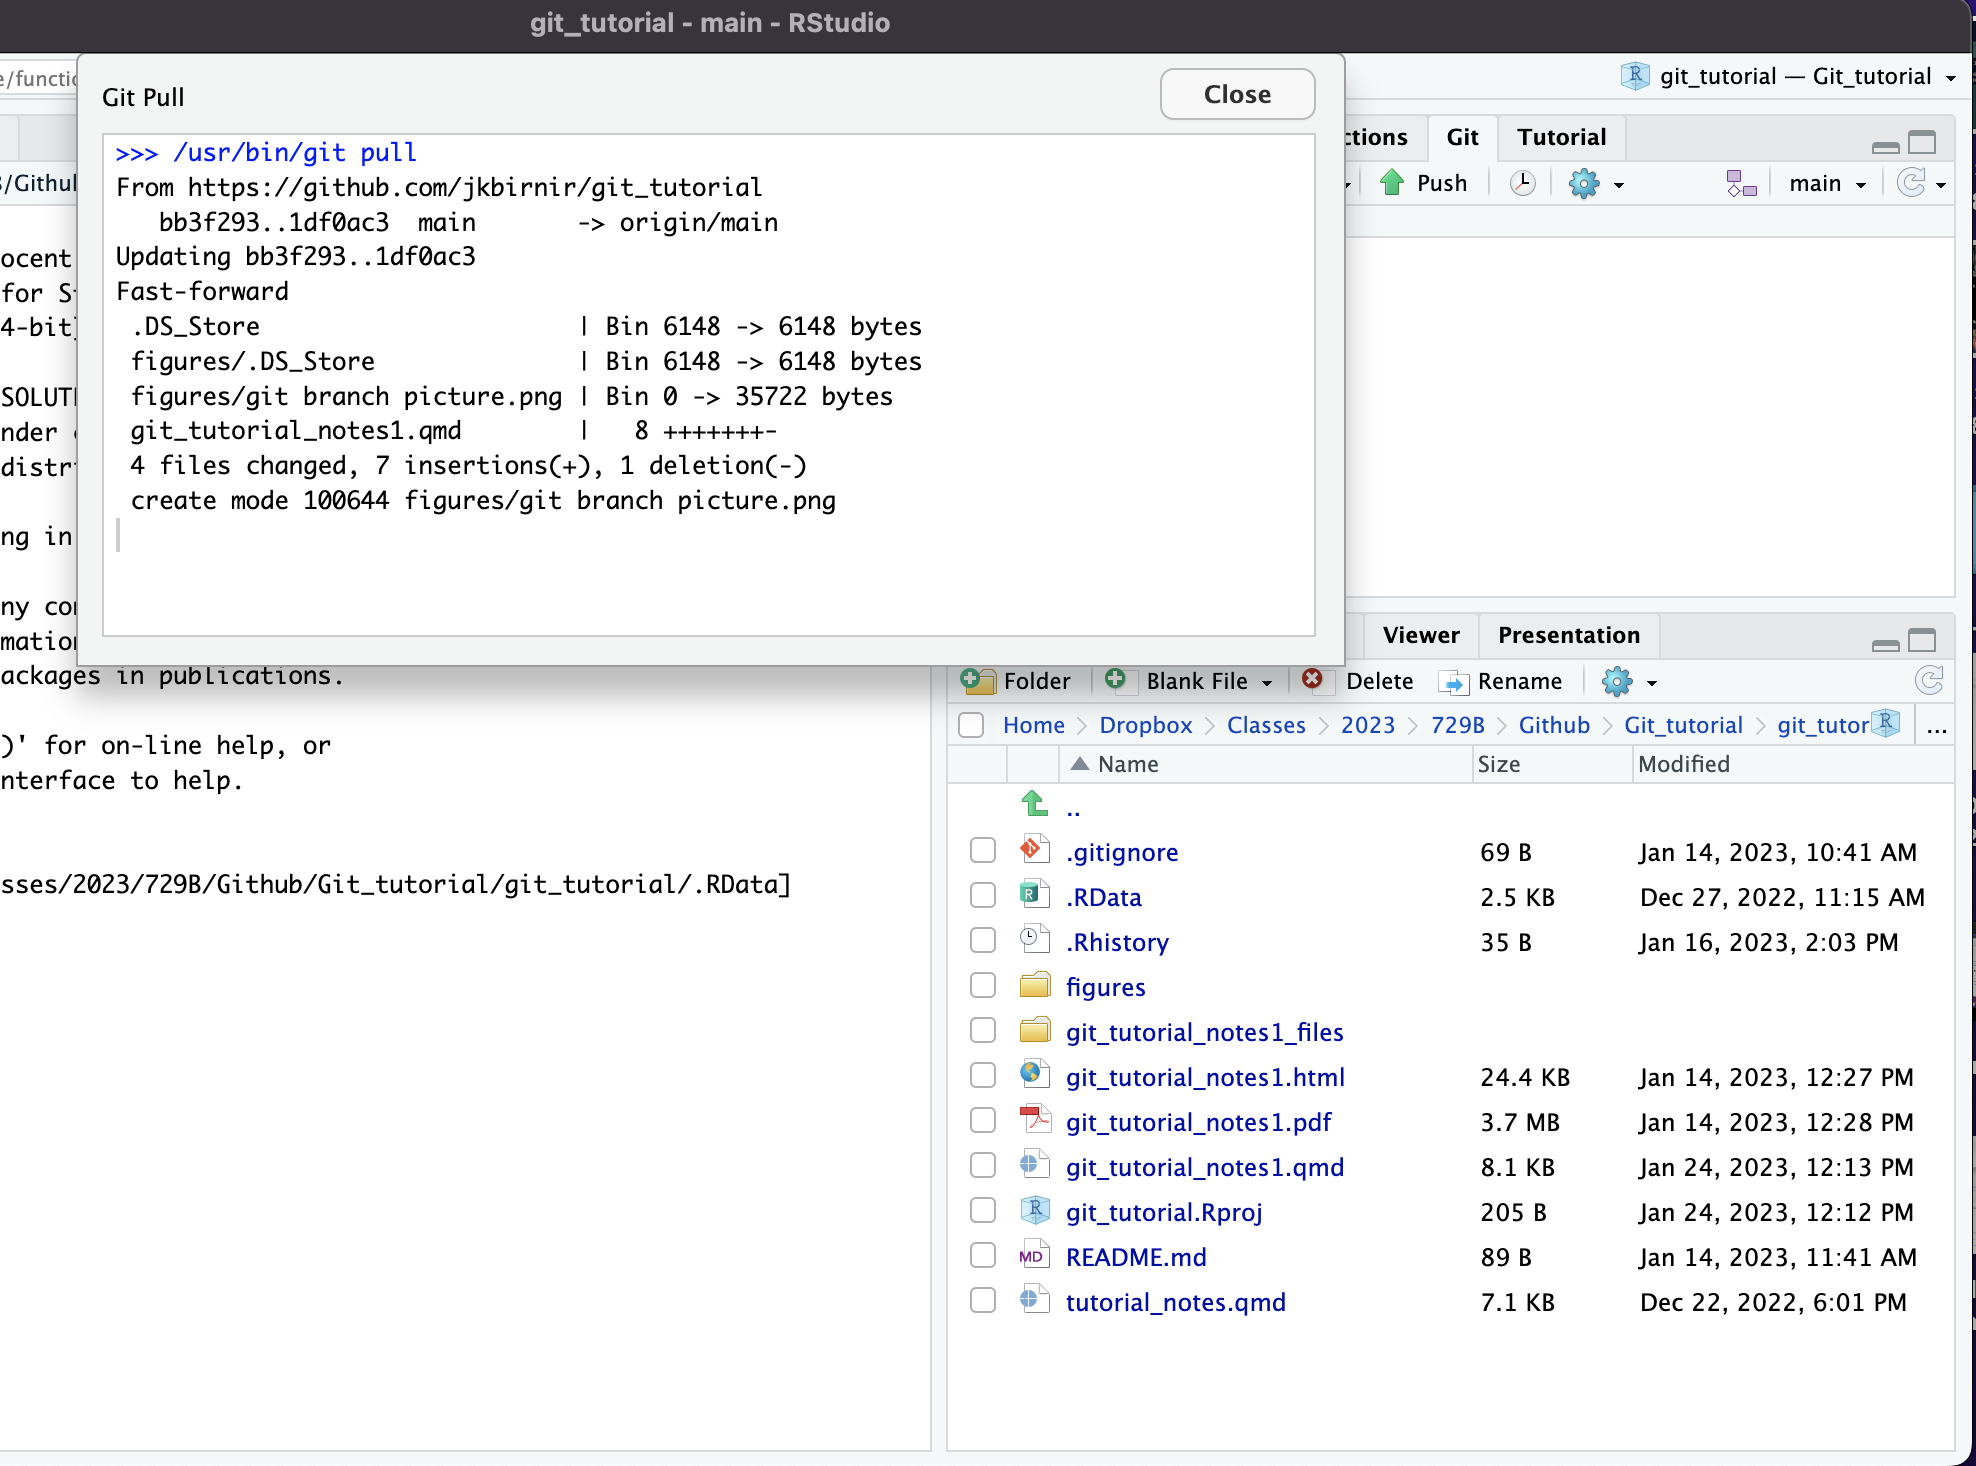 git_tutorial - main - RStudio
git_tutorial — Git_tutorial
Git Pull
Close
>>> /usr/bin/git pull
From https://github.com/jkbirnir/git_tutorial
bb3f293..1df0ac3  main       -> origin/main
Updating bb3f293..1df0ac3
Fast-forward
.DS_Store                      | Bin 6148 -> 6148 bytes
figures/.DS_Store              | Bin 6148 -> 6148 bytes
figures/git branch picture.png | Bin 0 -> 35722 bytes
git_tutorial_notes1.qmd        |   8 +++++++-
4 files changed, 7 insertions(+), 1 deletion(-)
create mode 100644 figures/git branch picture.png
e/functio
/Github
ocent
for S
4-bit]
SOLUT
nder
distr
ng in
ny co
mation
ackages in publications.
)' for on-line help, or
nterface to help.
sses/2023/729B/Github/Git_tutorial/git_tutorial/.RData]
ctions Git Tutorial
Push main
Viewer Presentation
Folder Blank File Delete Rename
Home Dropbox Classes 2023 729B Github Git_tutorial git_tutor ...
Name Size Modified
..
.gitignore 69 B Jan 14, 2023, 10:41 AM
.RData 2.5 KB Dec 27, 2022, 11:15 AM
.Rhistory 35 B Jan 16, 2023, 2:03 PM
figures
git_tutorial_notes1_files
git_tutorial_notes1.html 24.4 KB Jan 14, 2023, 12:27 PM
git_tutorial_notes1.pdf 3.7 MB Jan 14, 2023, 12:28 PM
git_tutorial_notes1.qmd 8.1 KB Jan 24, 2023, 12:13 PM
git_tutorial.Rproj 205 B Jan 24, 2023, 12:12 PM
README.md 89 B Jan 14, 2023, 11:41 AM
tutorial_notes.qmd 7.1 KB Dec 22, 2022, 6:01 PM